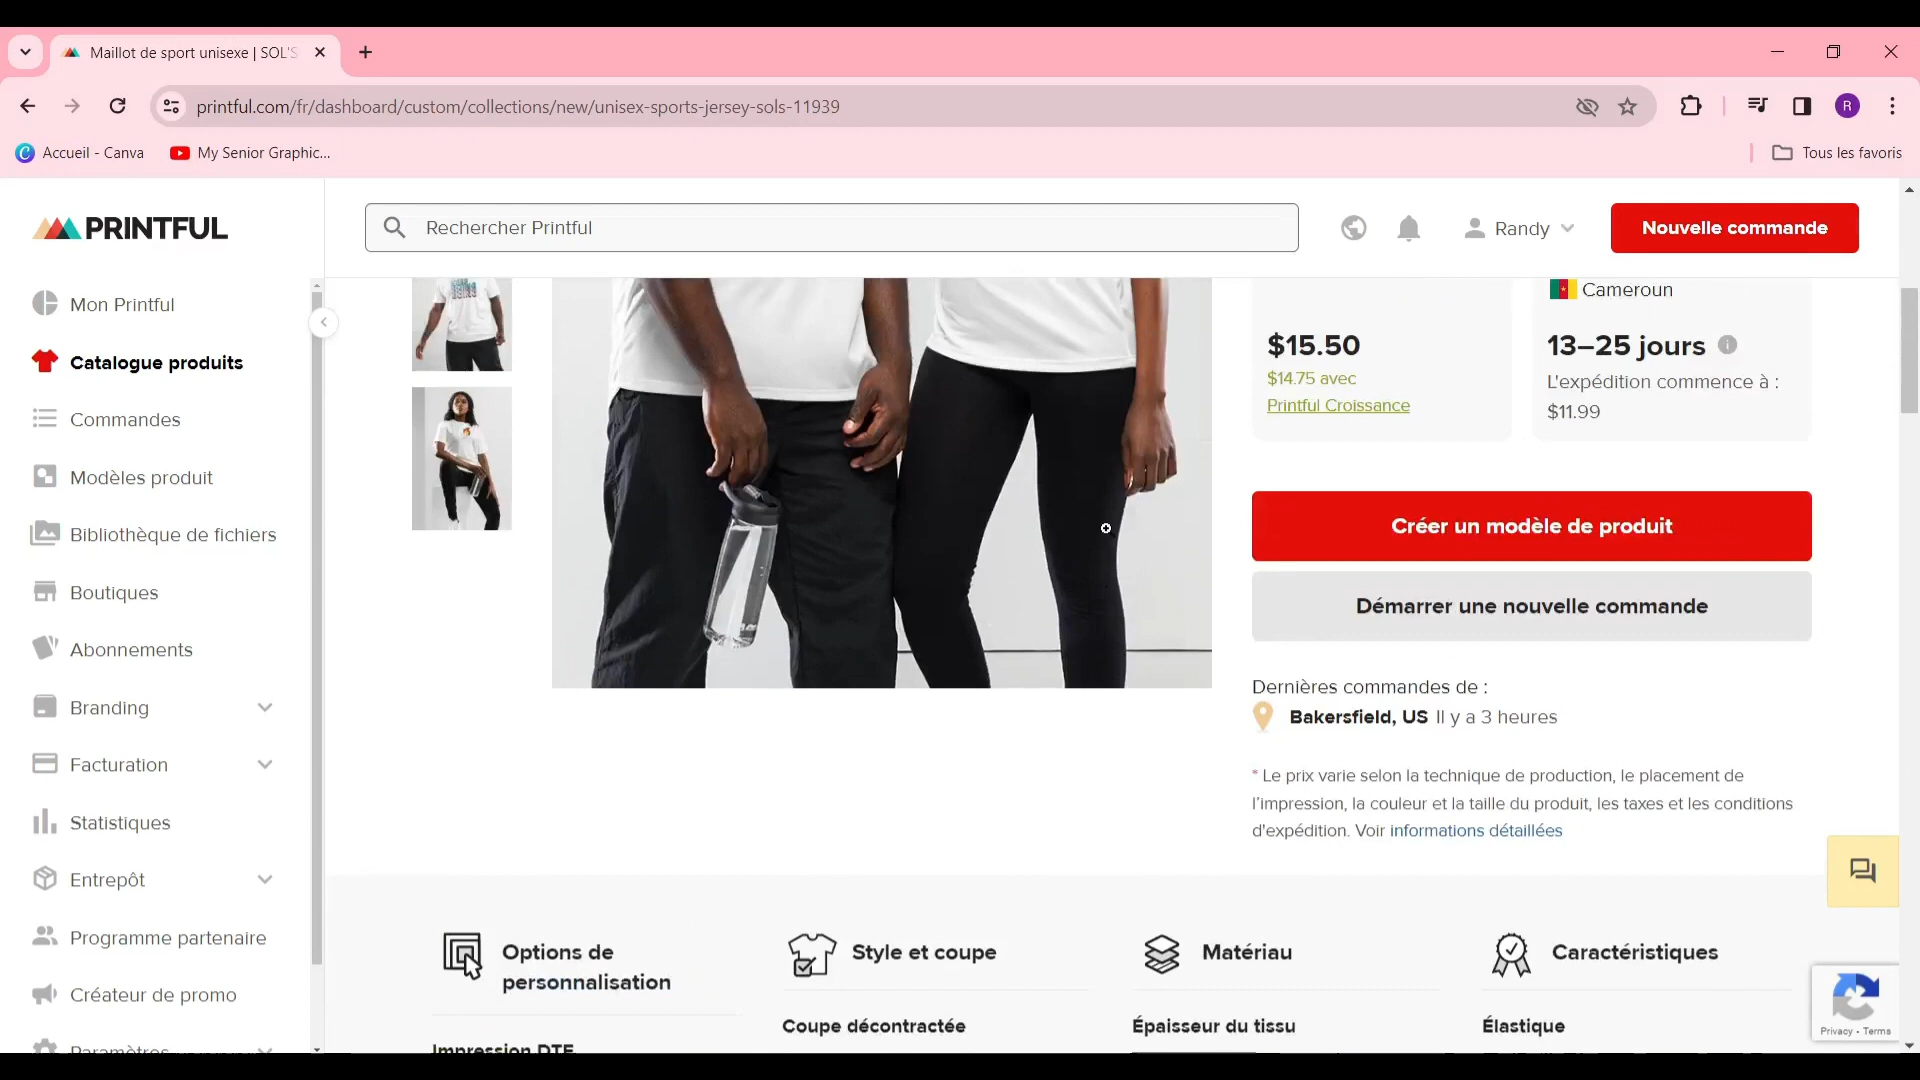 Maillot de sport unisexe | SOL'S
printful.com/fr/dashboard/custom/collections/new/unisex-sports-jersey-sols-11939
R
Accueil - Canva
My Senior Graphic...
Tous les favoris
PRINTFUL
Rechercher Printful
Randy
Nouvelle commande
Mon Printful
Catalogue produits
Commandes
Modèles produit
Bibliothèque de fichiers
Boutiques
Abonnements
Branding
Facturation
Statistiques
Entrepôt
Programme partenaire
Créateur de promo
Paramètres
$15.50
$14.75 avec
Printful Croissance
Cameroun
13–25 jours
L'expédition commence à :
$11.99
Créer un modèle de produit
Démarrer une nouvelle commande
Dernières commandes de :
Bakersfield, US Il y a 3 heures
* Le prix varie selon la technique de production, le placement de
l'impression, la couleur et la taille du produit, les taxes et les conditions
d'expédition. Voir informations détaillées
Options de
personnalisation
Style et coupe
Matériau
Caractéristiques
Impression DTF
Coupe décontractée
Épaisseur du tissu
Élastique
Privacy - Terms